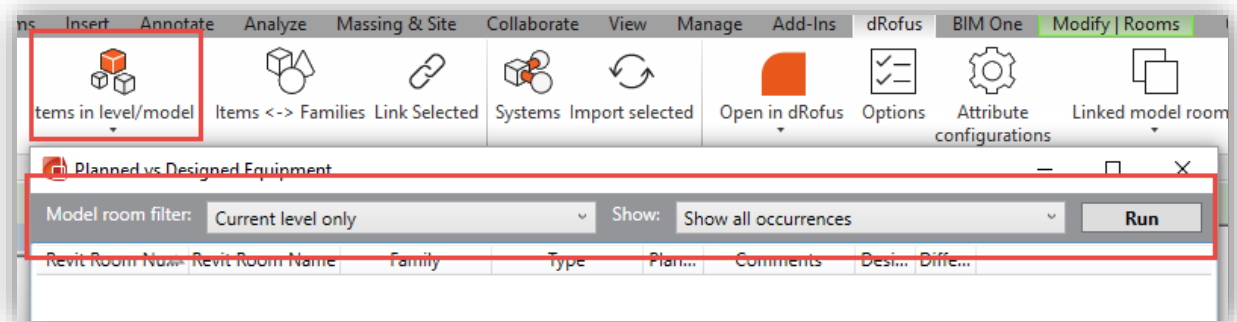 ms Insert Annotate Analyze Massing & Site Collaborate View Manage Add-Ins dRofus BIM One Modify | Rooms
tems in level/model Items <-> Families Link Selected Systems Import selected Open in dRofus Options Attribute configurations Linked model room
Planned vs Designed Equipment
Model room filter: Current level only Show: Show all occurrences Run
Revit Room Nu... Revit Room Name Family Type Plan... Comments Desi... Diffe...